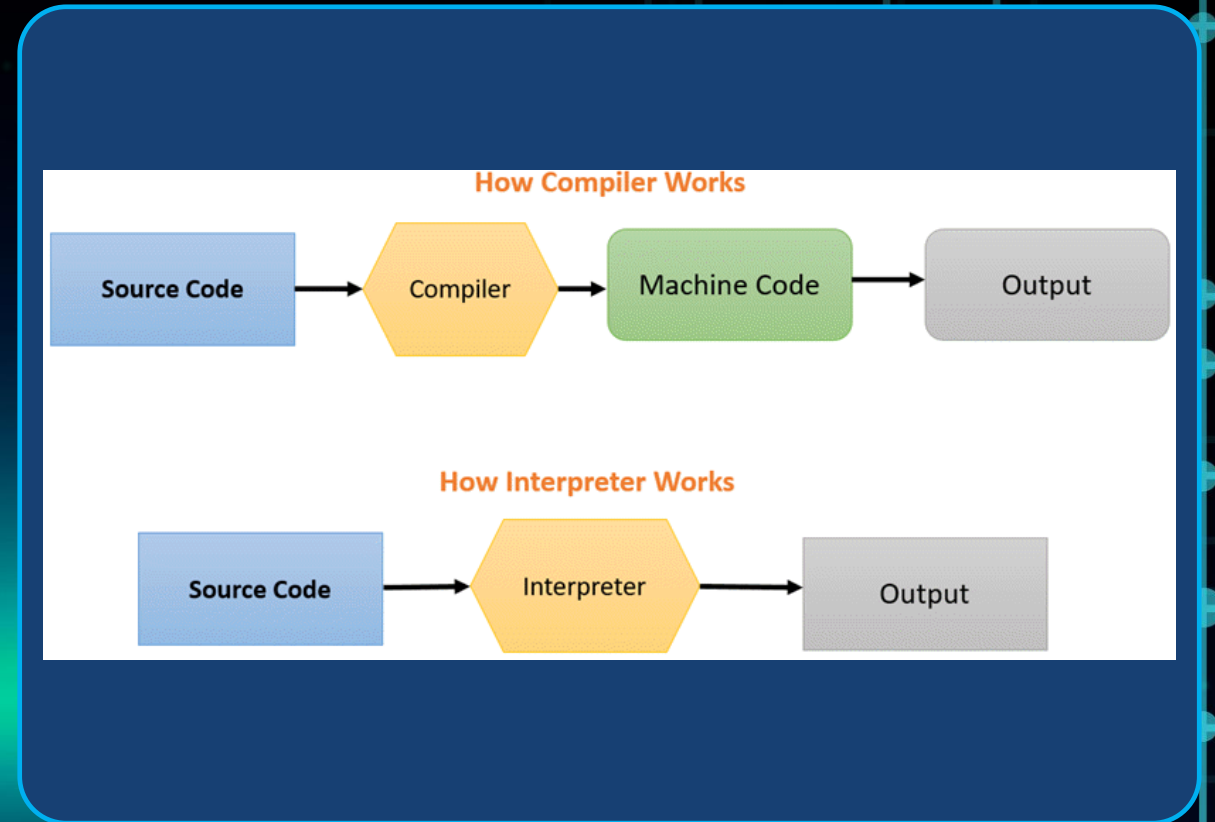 How Compiler Works
Source Code
Compiler
Machine Code
Output
How Interpreter Works
Source Code
Interpreter
Output